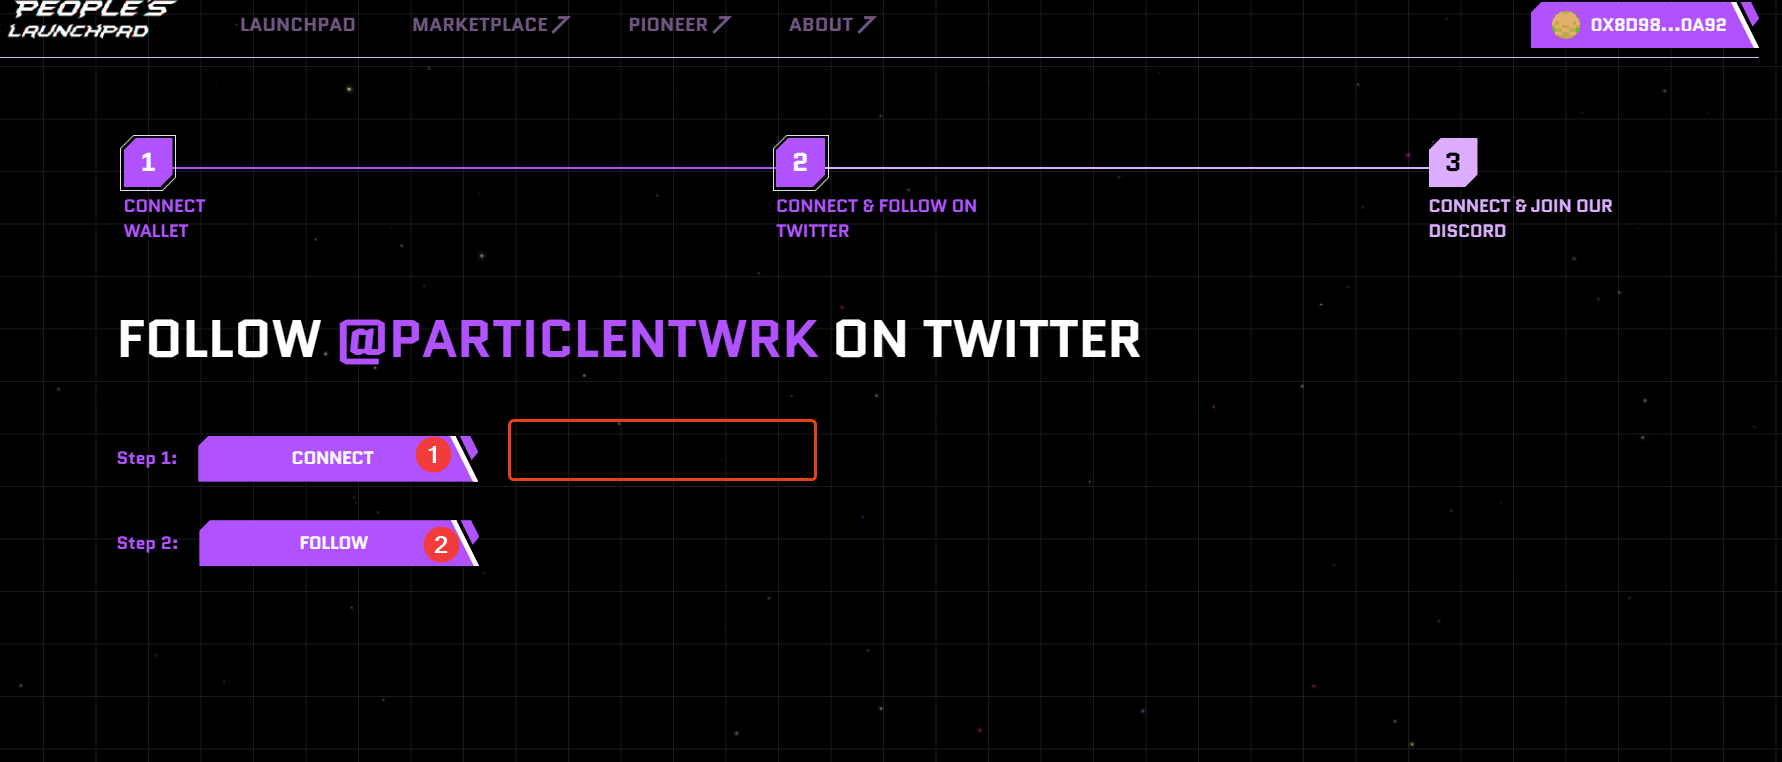 PEOPLE'S
LAUNCHPAD
LAUNCHPAD MARKETPLACE PIONEER ABOUT 0X8D98...0A92
1 2 3
CONNECT
WALLET
CONNECT & FOLLOW ON
TWITTER
CONNECT & JOIN OUR
DISCORD
FOLLOW @PARTICLENTWRK ON TWITTER
Step 1: CONNECT 1
Step 2: FOLLOW 2